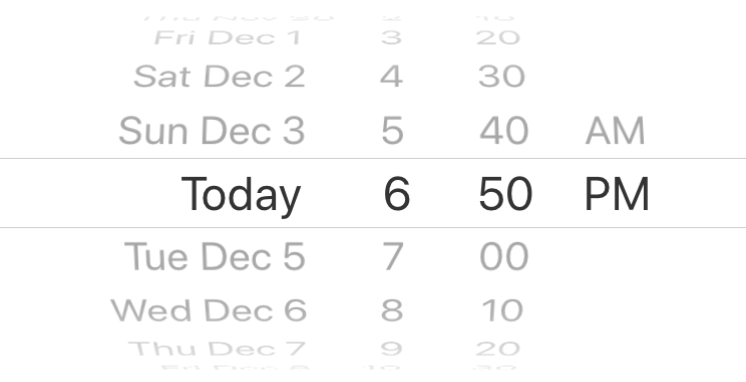 Fri Dec 1 3 20
Sat Dec 2 4 30
Sun Dec 3 5 40 AM
Today 6 50 PM
Tue Dec 5 7 00
Wed Dec 6 8 10
Thu Dec 7 9 20